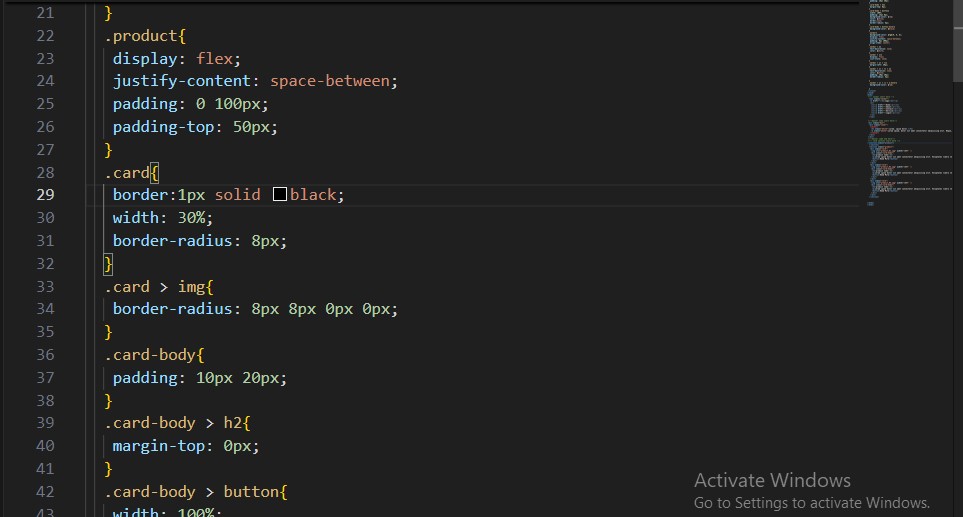 21 }
22 .product{
23 display: flex;
24 justify-content: space-between;
25 padding: 0 100px;
26 padding-top: 50px;
27 }
28 .card{
29 border:1px solid black;
30 width: 30%;
31 border-radius: 8px;
32 }
33 .card > img{
34 border-radius: 8px 8px 0px 0px;
35 }
36 .card-body{
37 padding: 10px 20px;
38 }
39 .card-body > h2{
40 margin-top: 0px;
41 }
42 .card-body > button{
43 width: 100%;
Activate Windows
Go to Settings to activate Windows.